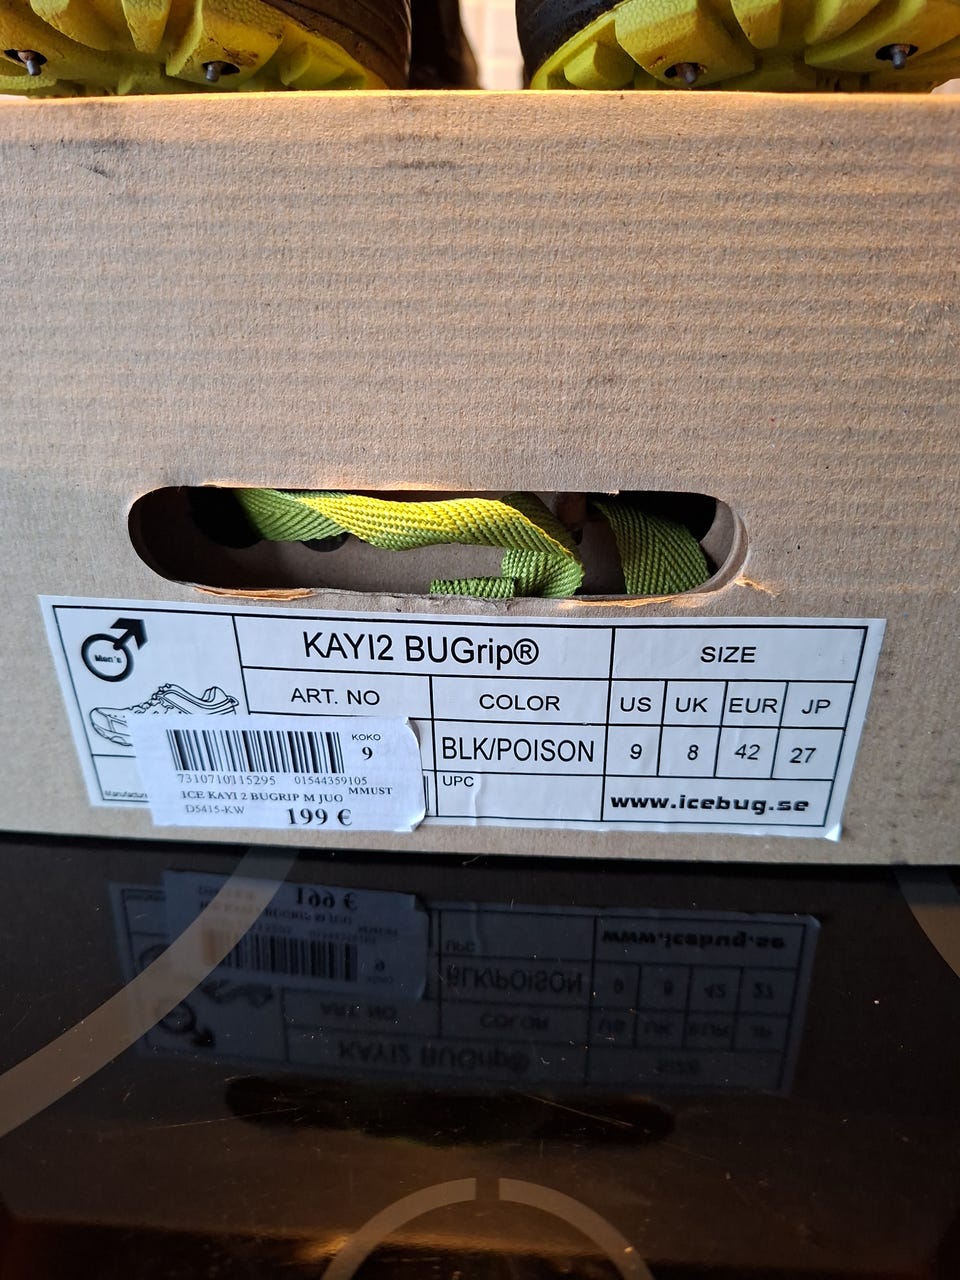 Men's
KAYI2 BUGrip®
SIZE
ART. NO
COLOR
US UK EUR JP
BLK/POISON
9 8 42 27
UPC
www.icebug.se
KOKO
9
7310710115295 01544359105
ICE KAYI 2 BUGRIP M JUO MMUST
D5415-KW
199 €